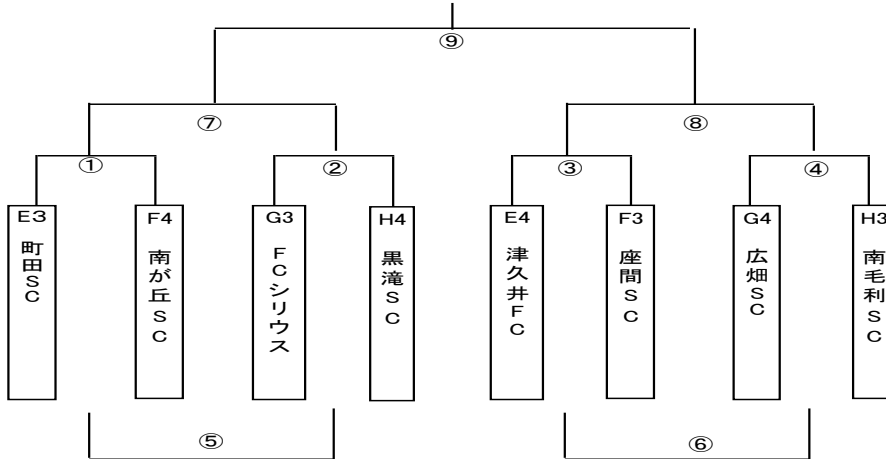 ⑨
⑦
⑧
①
②
③
④
E3
町田SC
F4
南が丘SC
G3
FCシリウス
H4
黒滝SC
E4
津久井FC
F3
座間SC
G4
広畑SC
H3
南毛利SC
⑤
⑥